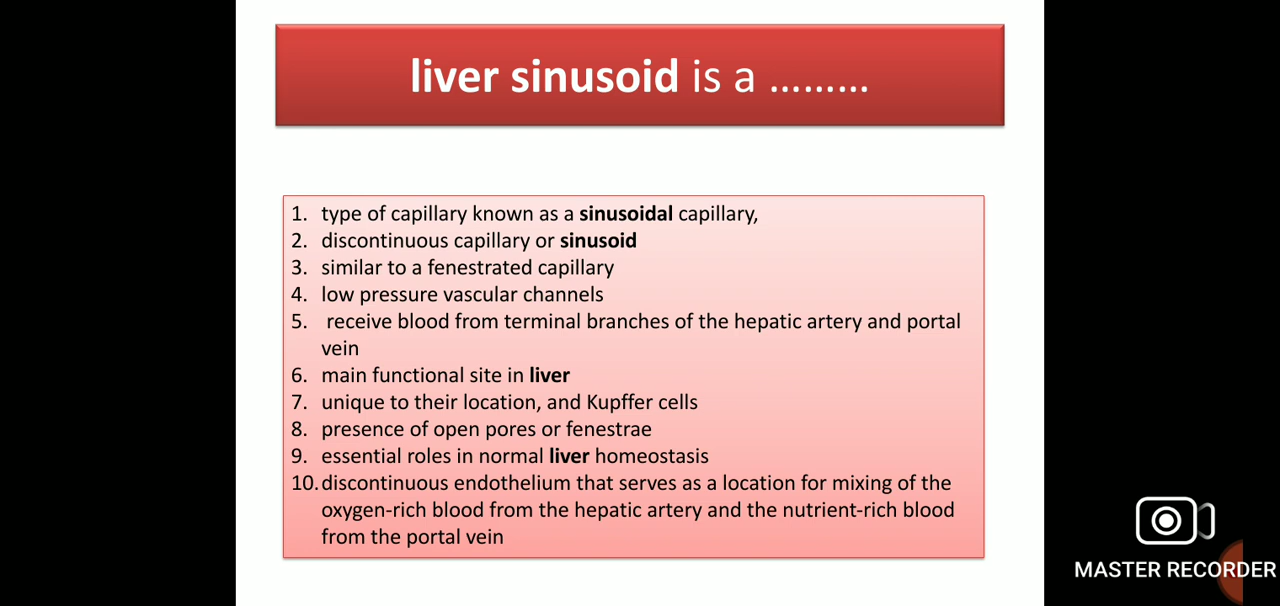 liver sinusoid is a ………
1. type of capillary known as a sinusoidal capillary,
2. discontinuous capillary or sinusoid
3. similar to a fenestrated capillary
4. low pressure vascular channels
5. receive blood from terminal branches of the hepatic artery and portal
vein
6. main functional site in liver
7. unique to their location, and Kupffer cells
8. presence of open pores or fenestrae
9. essential roles in normal liver homeostasis
10. discontinuous endothelium that serves as a location for mixing of the
oxygen-rich blood from the hepatic artery and the nutrient-rich blood
from the portal vein
MASTER RECORDER